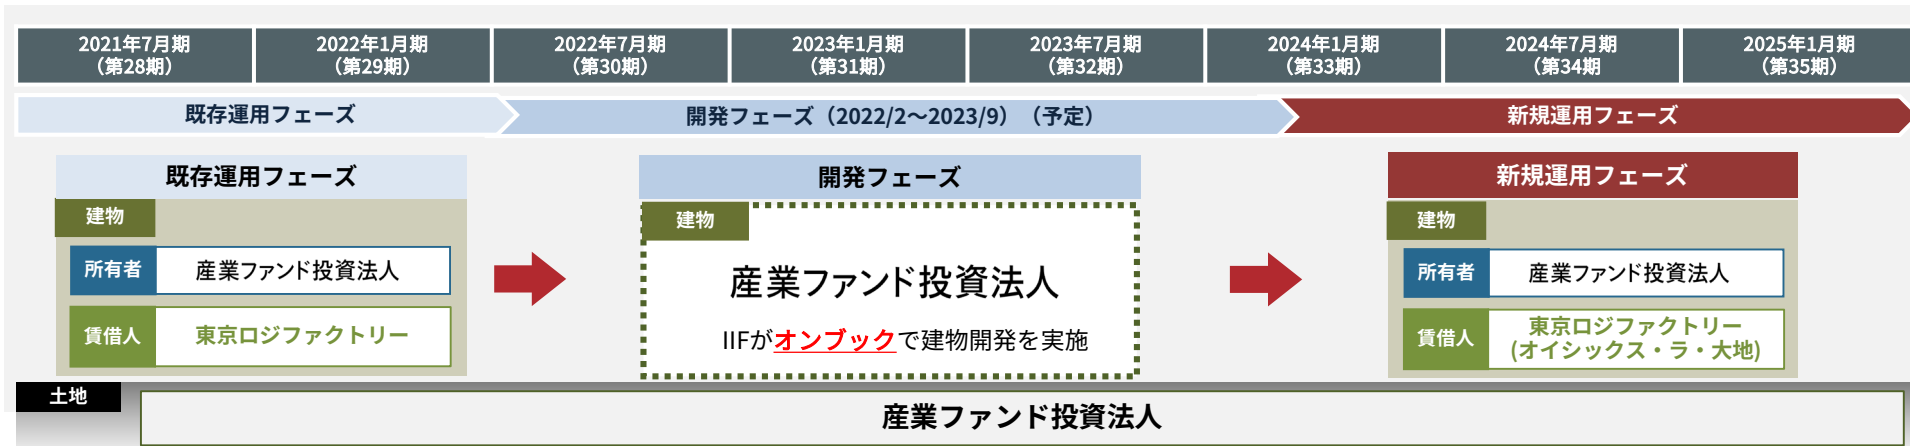 2021年7月期
（第28期）
2022年1月期
（第29期）
2022年7月期
（第30期）
2023年1月期
（第31期）
2023年7月期
（第32期）
2024年1月期
（第33期）
2024年7月期
（第34期
2025年1月期
（第35期）
既存運用フェーズ
開発フェーズ（2022/2～2023/9）（予定）
新規運用フェーズ
既存運用フェーズ
建物
所有者
産業ファンド投資法人
賃借人
東京ロジファクトリー
開発フェーズ
建物
産業ファンド投資法人
IIFがオンブックで建物開発を実施
新規運用フェーズ
建物
所有者
産業ファンド投資法人
賃借人
東京ロジファクトリー
(オイシックス・ラ・大地)
土地
産業ファンド投資法人